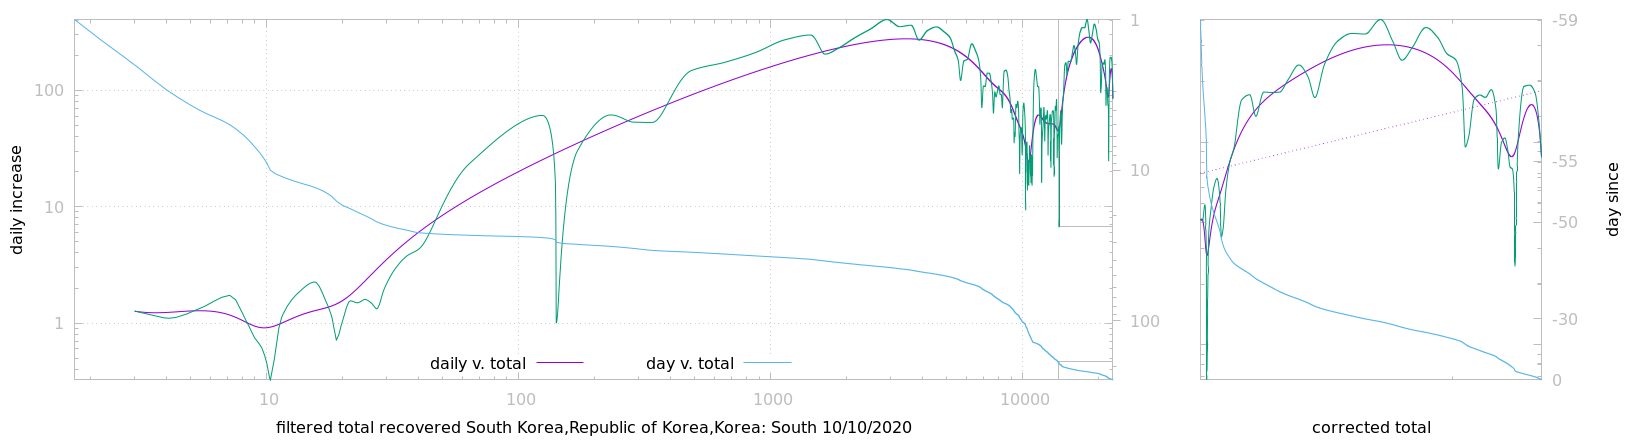 daily increase
100
10
1
10
100
1000
10000
1
10
100
daily v. total
day v. total
filtered total recovered South Korea,Republic of Korea,Korea: South 10/10/2020
-59
-55
-50
-30
0
day since
corrected total